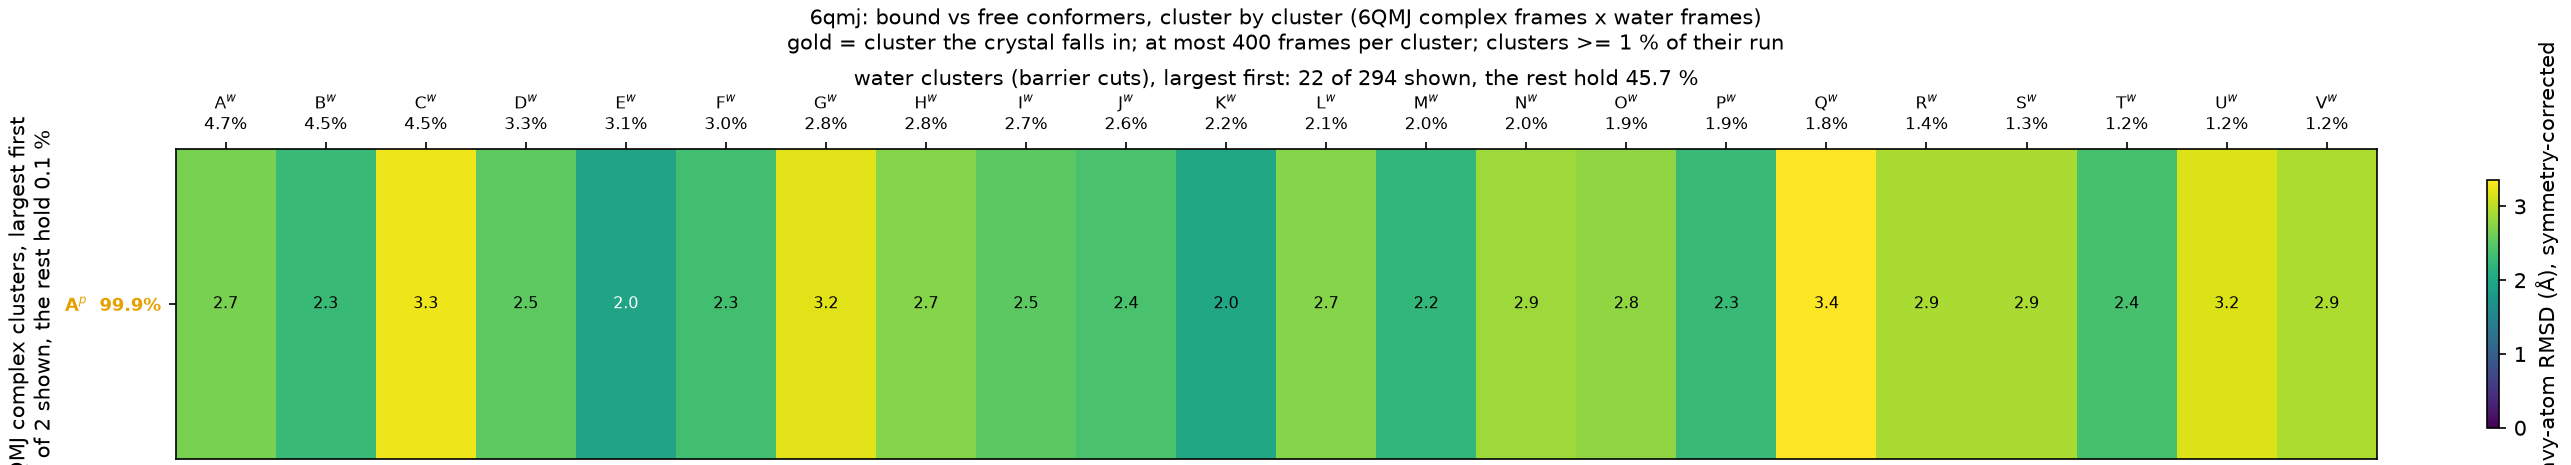 6qmj: bound vs free conformers, cluster by cluster (6QMJ complex frames x water frames)
gold = cluster the crystal falls in; at most 400 frames per cluster; clusters >= 1 % of their run
water clusters (barrier cuts), largest first: 22 of 294 shown, the rest hold 45.7 %
A^w B^w C^w D^w E^w F^w G^w H^w I^w J^w K^w L^w M^w N^w O^w P^w Q^w R^w S^w T^w U^w V^w
4.7% 4.5% 4.5% 3.3% 3.1% 3.0% 2.8% 2.8% 2.7% 2.6% 2.2% 2.1% 2.0% 2.0% 1.9% 1.9% 1.8% 1.4% 1.3% 1.2% 1.2% 1.2%
complex clusters, largest first
of 2 shown, the rest hold 0.1 %
A^p 99.9%
2.7 2.3 3.3 2.5 2.0 2.3 3.2 2.7 2.5 2.4 2.0 2.7 2.2 2.9 2.8 2.3 3.4 2.9 2.9 2.4 3.2 2.9
3
2
1
0
RMSD (Å), symmetry-corrected